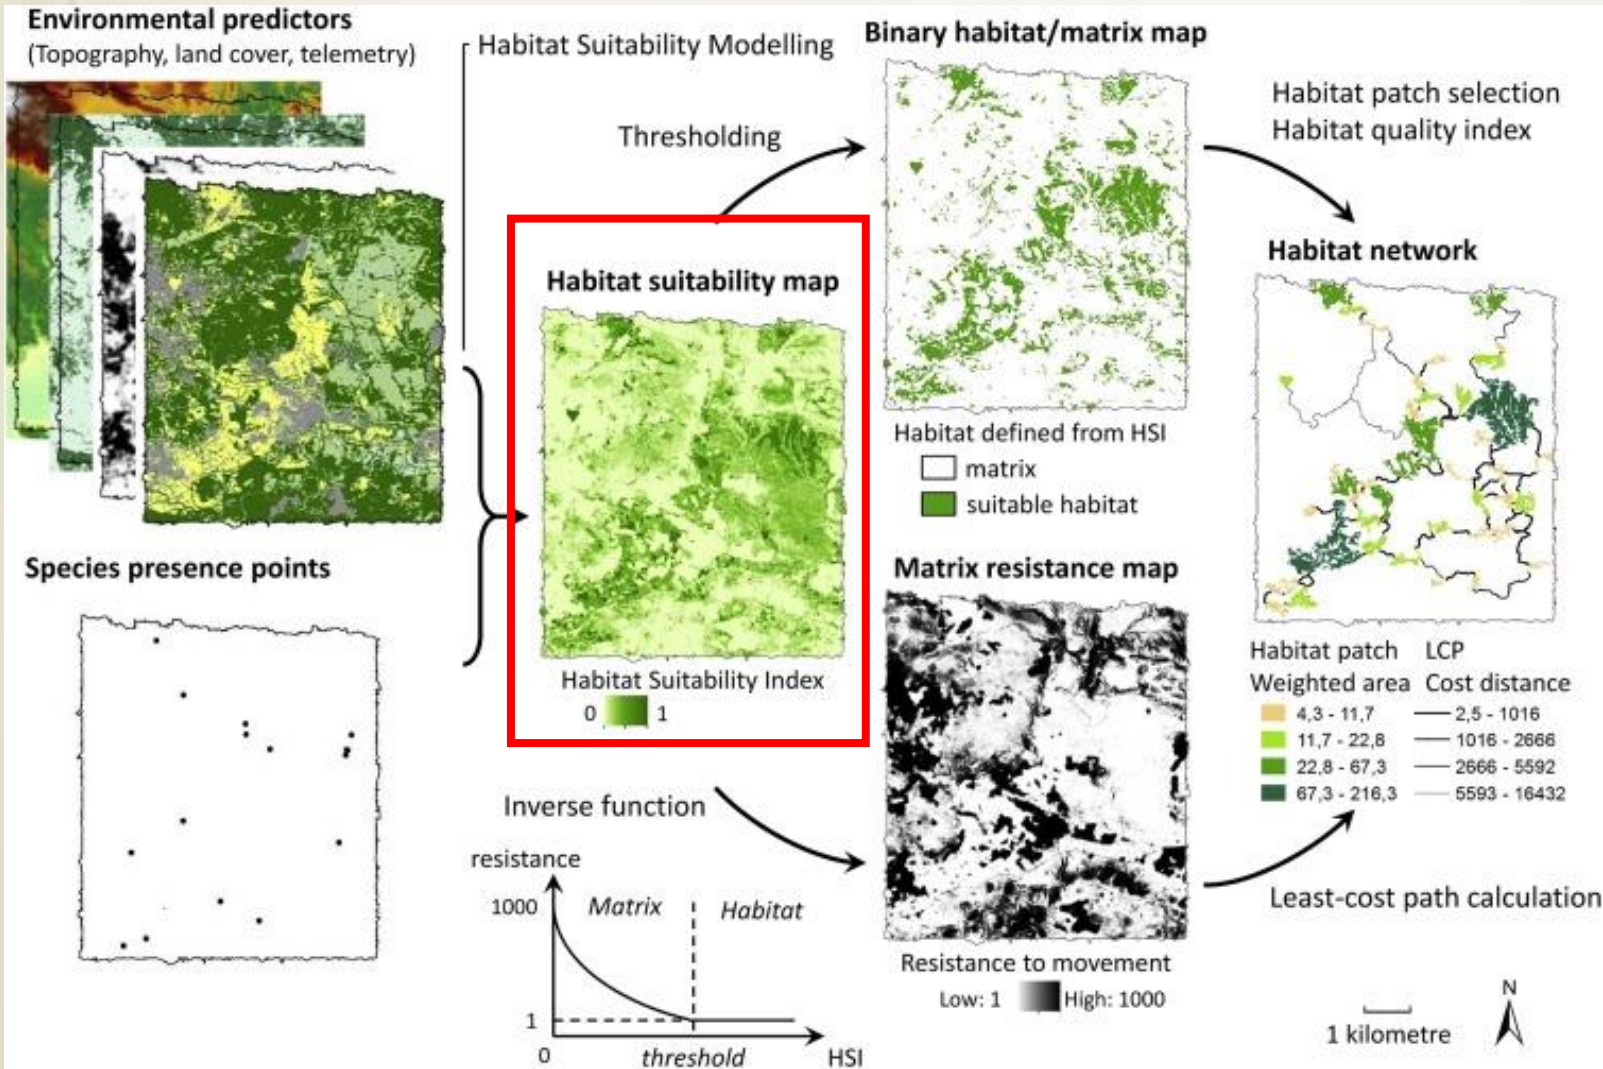 Environmental predictors
(Topography, land cover, telemetry)
Habitat Suitability Modelling
Thresholding
Binary habitat/matrix map
Habitat patch selection
Habitat quality index
Habitat suitability map
Habitat Suitability Index
0 1
Habitat defined from HSI
matrix
suitable habitat
Habitat network
Habitat patch LCP
Weighted area Cost distance
4,3 - 11,7 2,5 - 1016
11,7 - 22,8 1016 - 2666
22,8 - 67,3 2666 - 5592
67,3 - 216,3 5593 - 16432
Species presence points
Inverse function
resistance
1000
Matrix Habitat
1
0 threshold HSI
Matrix resistance map
Resistance to movement
Low: 1 High: 1000
Least-cost path calculation
N
1 kilometre